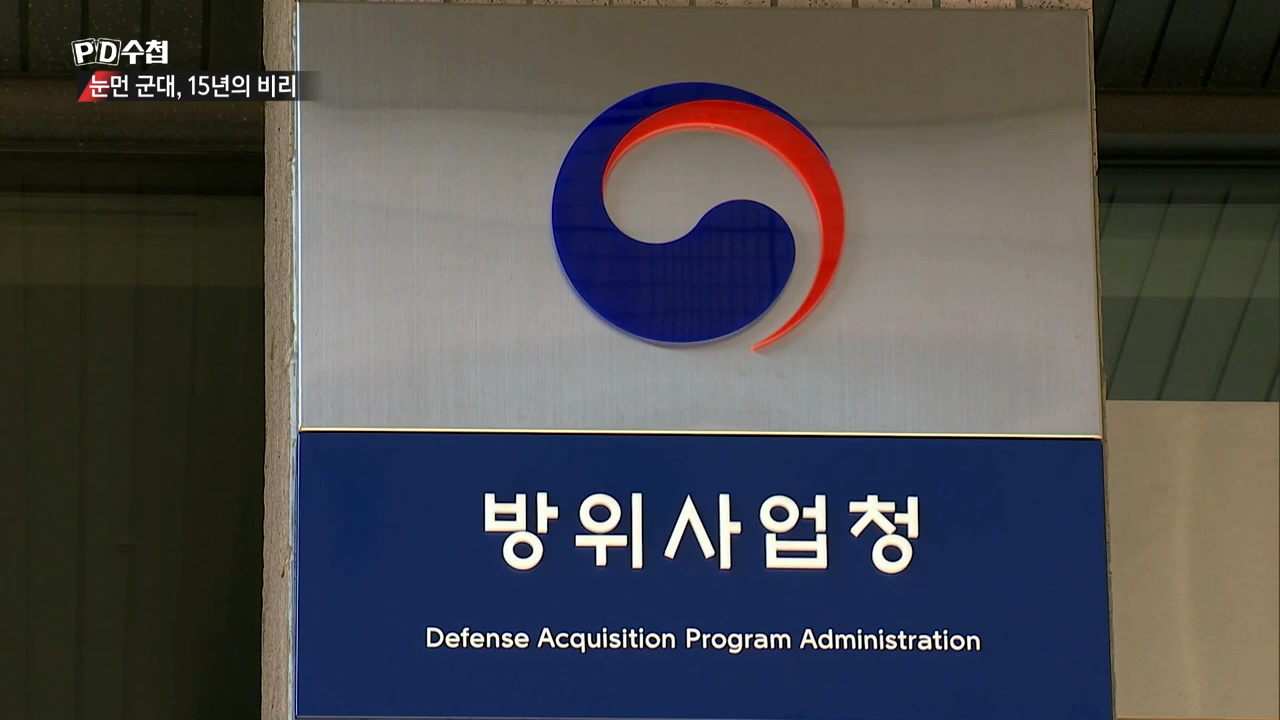 PD수첩
눈먼 군대, 15년의 비리
방위사업청
Defense Acquisition Program Administration